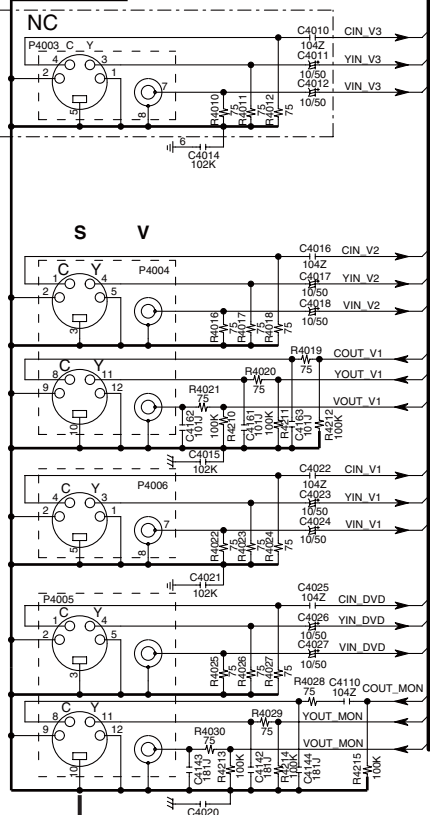 NC
P4003 C Y
4 3
2 1
5
7
8
C4010 CIN_V3
104Z
C4011 YIN_V3
10/50
C4012 VIN_V3
10/50
R4010 75
R4011 75
R4012 75
6
C4014
102K
S V
C Y P4004
1 4
2 5
3
C4016 CIN_V2
104Z
C4017 YIN_V2
10/50
C4018 VIN_V2
10/50
R4016 75
R4017 75
R4018 75
C Y
8 11
9 12
10
R4019 COUT_V1
75
R4020 YOUT_V1
75
R4021 VOUT_V1
75
C4162 101J
R4210 100K
C4161 101J
R4211 100K
C4163 101J
R4212 100K
C4015
102K
C Y P4006
4 3
2 1
5
7
8
C4022 CIN_V1
104Z
C4023 YIN_V1
10/50
C4024 VIN_V1
10/50
R4022 75
R4023 75
R4024 75
C4021
102K
P4005
C Y
1 4
2 5
3
C4025 CIN_DVD
104Z
C4026 YIN_DVD
10/50
C4027 VIN_DVD
10/50
R4025 75
R4026 75
R4027 75
C Y
8 11
9 12
10
R4028 C4110 COUT_MON
75 104Z
R4029 YOUT_MON
75
R4030 VOUT_MON
75
C4143 181J
R4213 100K
C4142 181J
R4214 100K
C4144 181J
R4215 100K
C4020